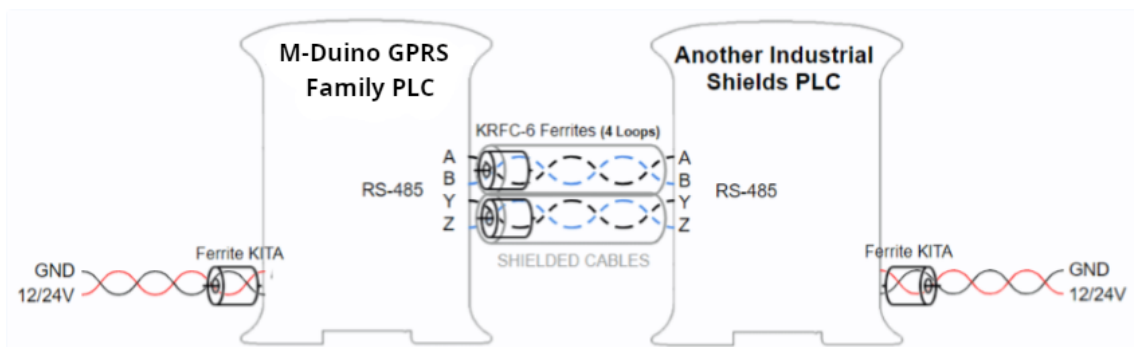 M-Duino GPRS
Family PLC
Another Industrial
Shields PLC
KRFC-6 Ferrites (4 Loops)
A
B
Y
Z
RS-485
A
B
Y
Z
RS-485
SHIELDED CABLES
Ferrite KITA
GND
12/24V
Ferrite KITA
GND
12/24V